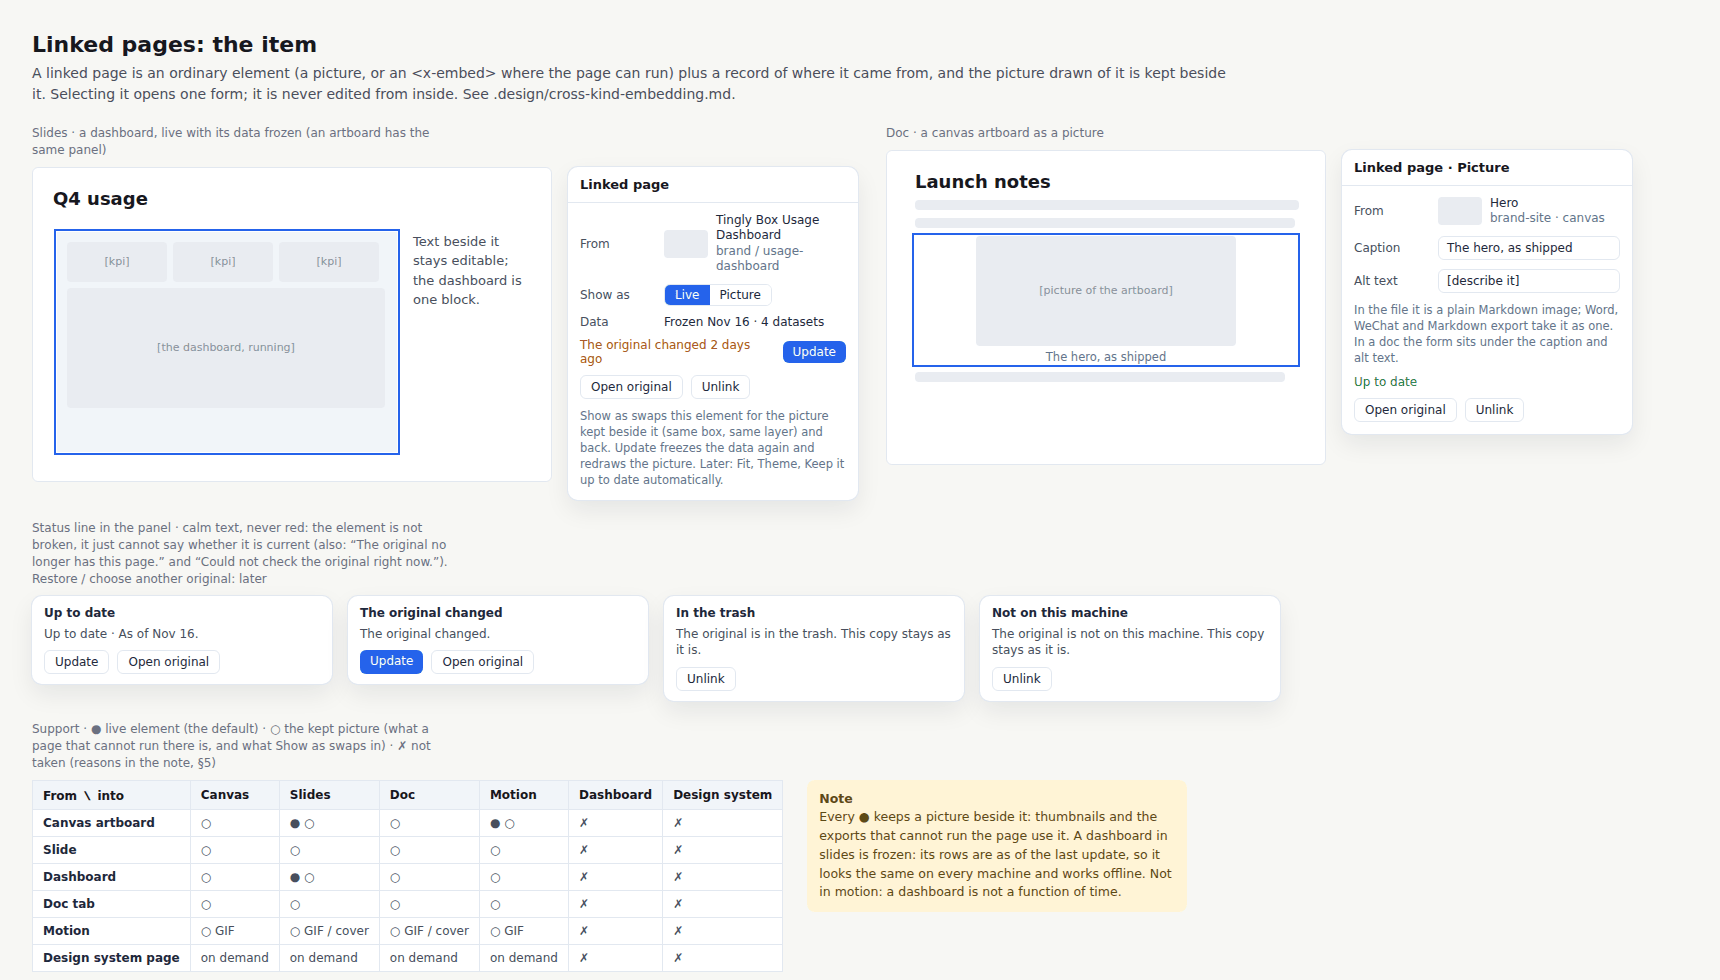 Linked pages: the item
A linked page is an ordinary element (a picture, or an <x-embed> where the page can run) plus a record of where it came from, and the picture drawn of it is kept beside
it. Selecting it opens one form; it is never edited from inside. See .design/cross-kind-embedding.md.
Slides · a dashboard, live with its data frozen (an artboard has the
same panel)
Q4 usage
[kpi]
[kpi]
[kpi]
[the dashboard, running]
Text beside it
stays editable;
the dashboard is
one block.
Linked page
From
Tingly Box Usage
Dashboard
brand / usage-
dashboard
Show as
Live
Picture
Data
Frozen Nov 16 · 4 datasets
The original changed 2 days
ago
Update
Open original
Unlink
Show as swaps this element for the picture
kept beside it (same box, same layer) and
back. Update freezes the data again and
redraws the picture. Later: Fit, Theme, Keep it
up to date automatically.
Doc · a canvas artboard as a picture
Launch notes
[picture of the artboard]
The hero, as shipped
Linked page · Picture
From
Hero
brand-site · canvas
Caption
The hero, as shipped
Alt text
[describe it]
In the file it is a plain Markdown image; Word,
WeChat and Markdown export take it as one.
In a doc the form sits under the caption and
alt text.
Up to date
Open original
Unlink
Status line in the panel · calm text, never red: the element is not
broken, it just cannot say whether it is current (also: “The original no
longer has this page.” and “Could not check the original right now.”).
Restore / choose another original: later
Up to date
Up to date · As of Nov 16.
Update
Open original
The original changed
The original changed.
Update
Open original
In the trash
The original is in the trash. This copy stays as
it is.
Unlink
Not on this machine
The original is not on this machine. This copy
stays as it is.
Unlink
Support · ● live element (the default) · ○ the kept picture (what a
page that cannot run there is, and what Show as swaps in) · ✗ not
taken (reasons in the note, §5)
From \ into Canvas Slides Doc Motion Dashboard Design system
Canvas artboard ○ ● ○ ○ ● ○ ✗ ✗
Slide ○ ○ ○ ○ ✗ ✗
Dashboard ○ ● ○ ○ ○ ✗ ✗
Doc tab ○ ○ ○ ○ ✗ ✗
Motion ○ GIF ○ GIF / cover ○ GIF / cover ○ GIF ✗ ✗
Design system page on demand on demand on demand on demand ✗ ✗
Note
Every ● keeps a picture beside it: thumbnails and the
exports that cannot run the page use it. A dashboard in
slides is frozen: its rows are as of the last update, so it
looks the same on every machine and works offline. Not
in motion: a dashboard is not a function of time.